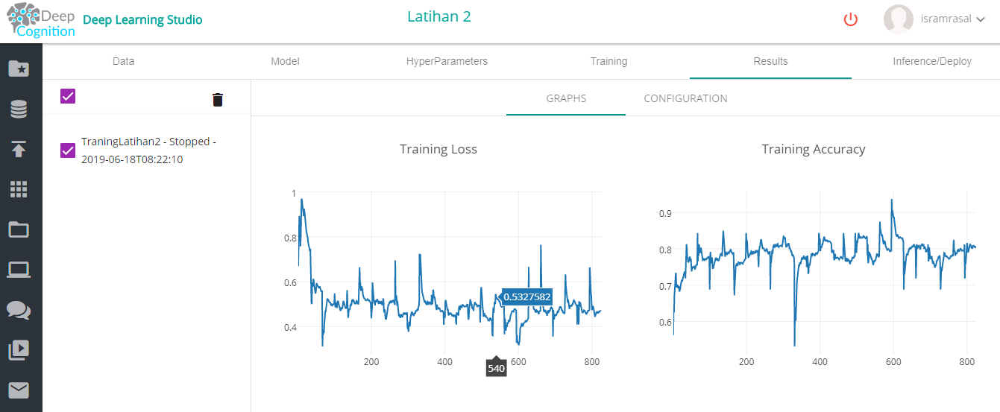 Deep
Cognition
Deep Learning Studio
Latihan 2
isramrasal
Data
Model
HyperParameters
Training
Results
Inference/Deploy
GRAPHS
CONFIGURATION
TraningLatihan2 - Stopped -
2019-06-18T08:22:10
Training Loss
1
0.8
0.6
0.4
0.5327582
200
400
540
600
800
Training Accuracy
0.9
0.8
0.7
0.6
200
400
600
800